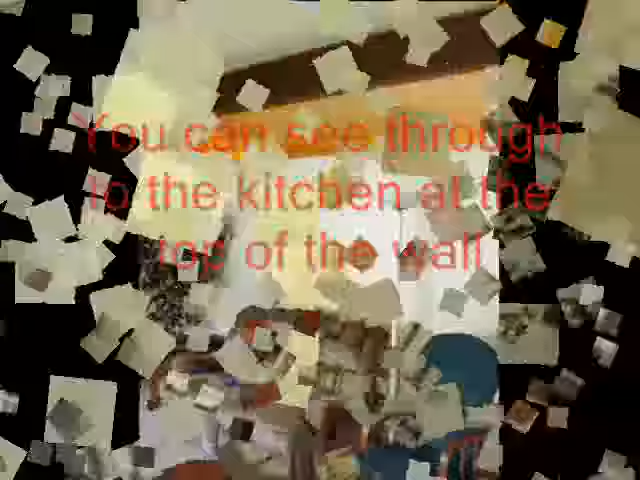 You can see through
to the kitchen at the
top of the wall